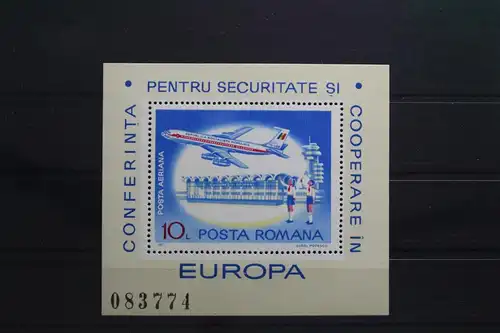 CONFERINTA
PENTRU SECURITATE SI
COOPERARE IN
EUROPA
POSTA AERIANA
10L POSTA ROMANA
083774